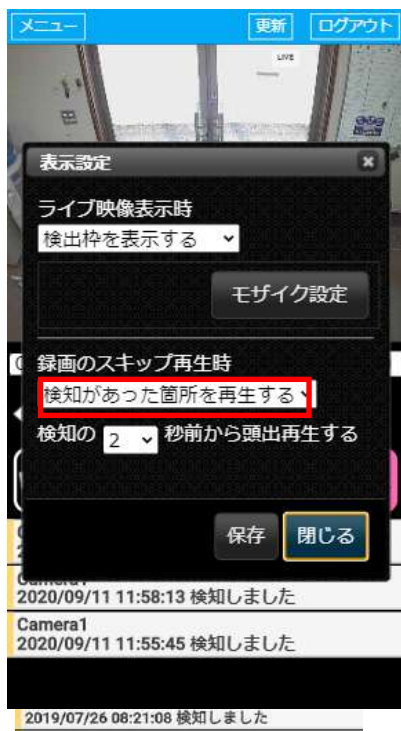 メニュー 更新 ログアウト
LIVE
表示設定
ライブ映像表示時
検出枠を表示する
モザイク設定
録画のスキップ再生時
検知があった箇所を再生する
検知の 2 秒前から頭出再生する
保存 閉じる
2020/09/11 11:58:13 検知しました
Camera1
2020/09/11 11:55:45 検知しました
2019/07/26 08:21:08 検知しました